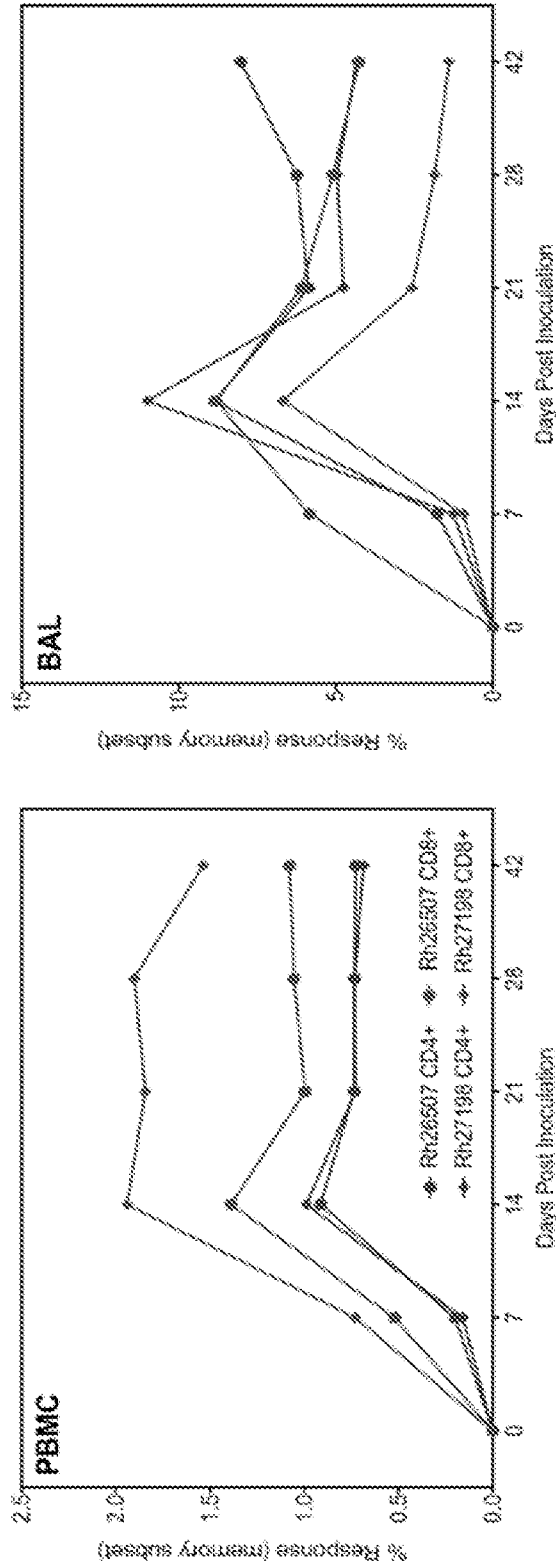 PBMC
% Response (memory subset)
2.5
2.0
1.5
1.0
0.5
0.0
0 7 14 21 28 42
Days Post Inoculation
Rh26507 CD4+ Rh26507 CD8+
Rh27198 CD4+ Rh27198 CD8+
BAL
% Response (memory subset)
15
10
5
0
0 7 14 21 28 42
Days Post Inoculation